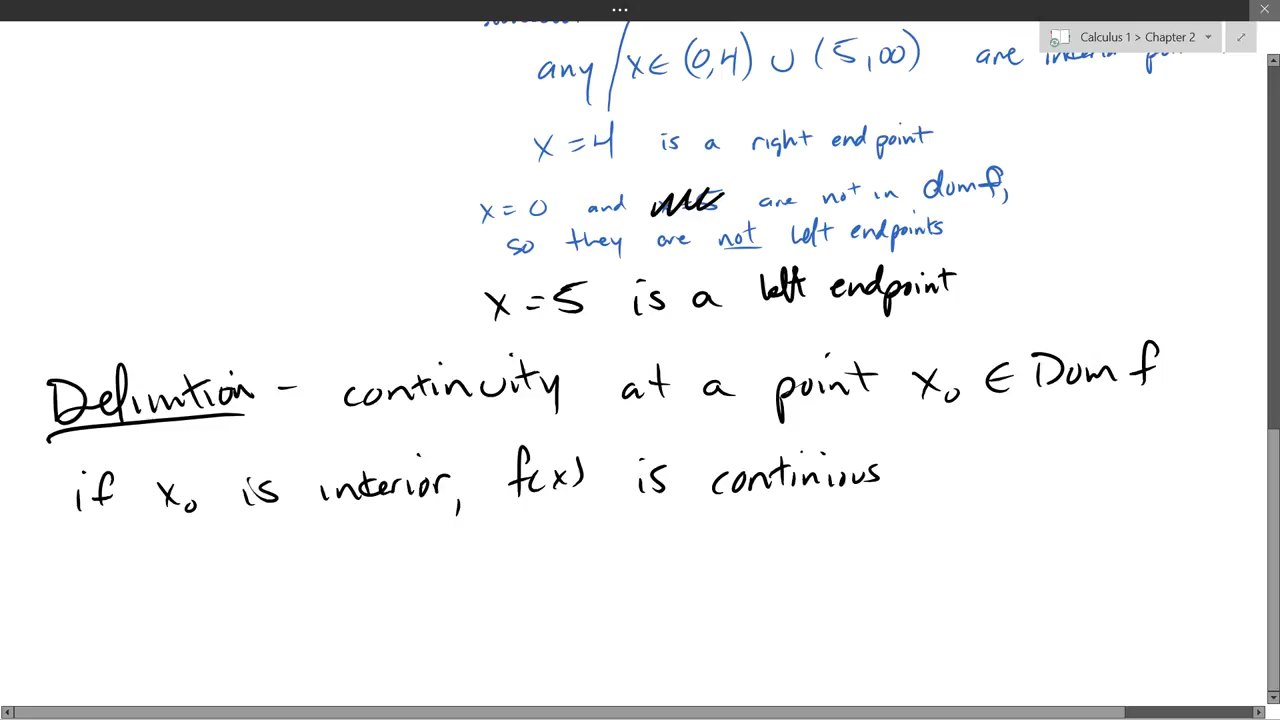 ...
Calculus 1 > Chapter 2
any x ∈ (0,4) ∪ (5,∞) are
x = 4 is a right endpoint
x = 0 and are not in domf,
so they are not left endpoints
x = 5 is a left endpoint
Definition - continuity at a point x₀ ∈ Domf
if x₀ is interior, f(x) is continious